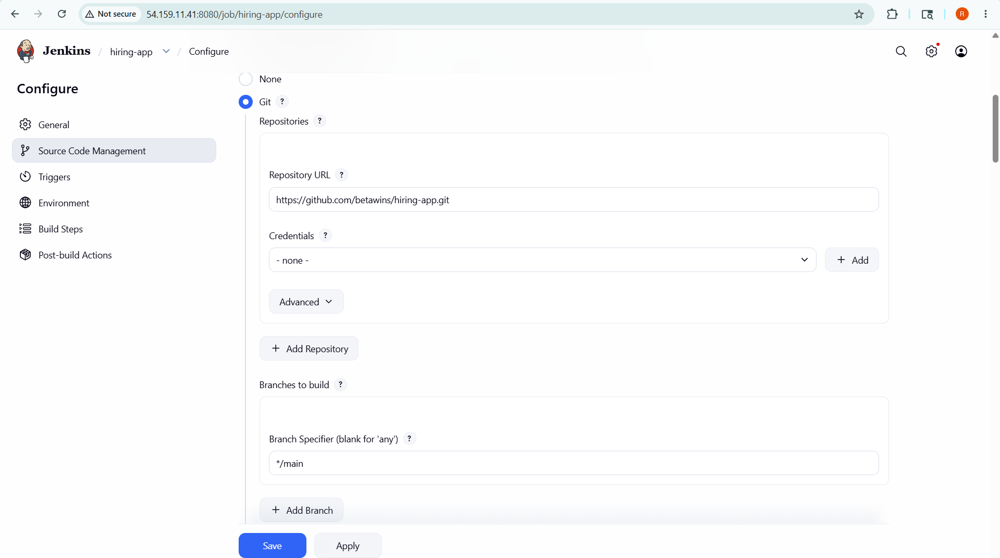 Not secure
54.159.11.41:8080/job/hiring-app/configure
R
Jenkins / hiring-app / Configure
Configure
General
Source Code Management
Triggers
Environment
Build Steps
Post-build Actions
None
Git ?
Repositories ?
Repository URL ?
https://github.com/betawins/hiring-app.git
Credentials ?
- none -
+ Add
Advanced
+ Add Repository
Branches to build ?
Branch Specifier (blank for 'any') ?
*/main
+ Add Branch
Save
Apply